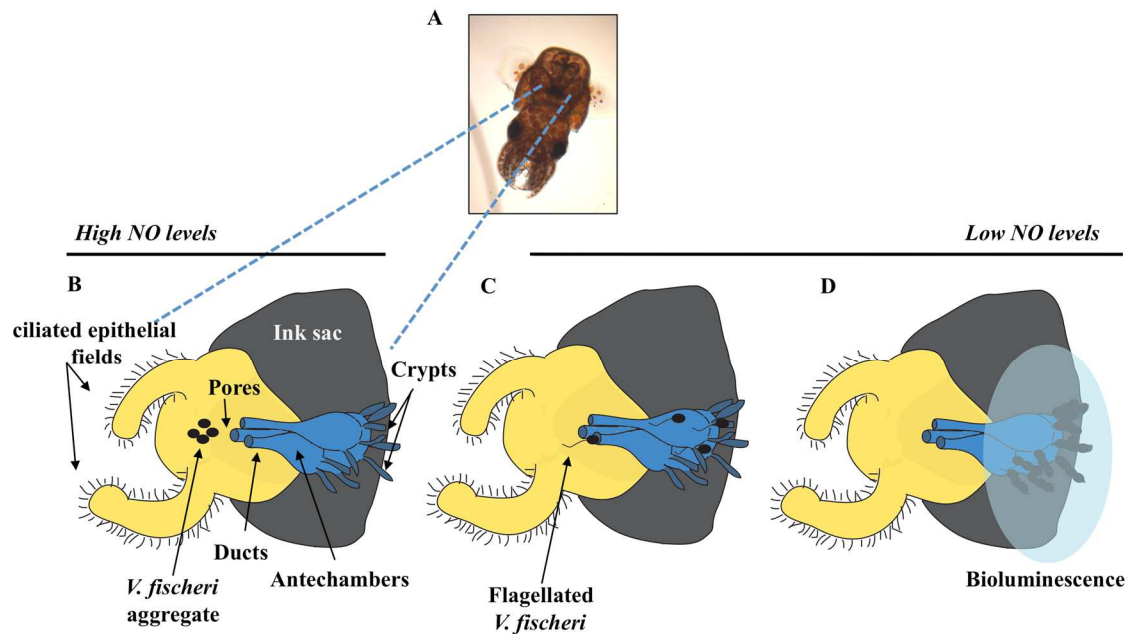 A
High NO levels
Low NO levels
B
C
D
ciliated epithelial
fields
Ink sac
Pores
Crypts
Ducts
Antechambers
V. fischeri
aggregate
Flagellated
V. fischeri
Bioluminescence